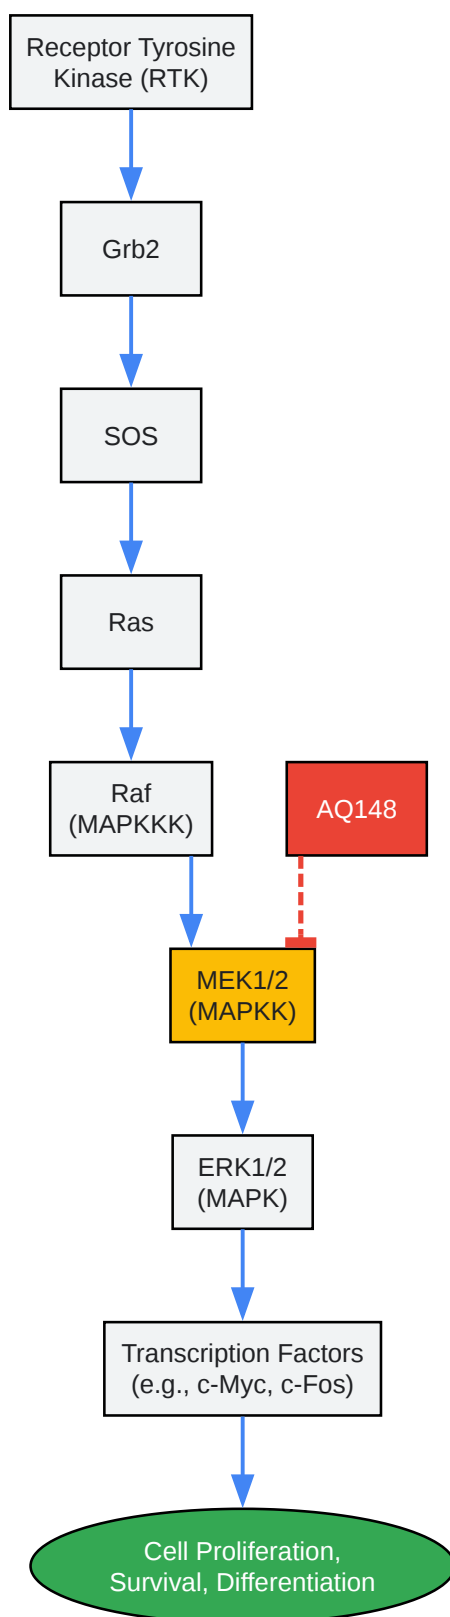 Receptor Tyrosine
Kinase (RTK)
Grb2
SOS
Ras
Raf
(MAPKKK)
AQ148
MEK1/2
(MAPKK)
ERK1/2
(MAPK)
Transcription Factors
(e.g., c-Myc, c-Fos)
Cell Proliferation,
Survival, Differentiation